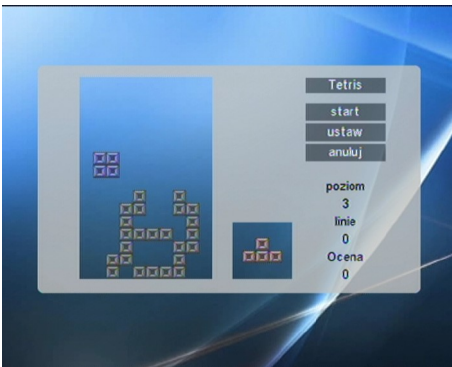 Tetris
start
ustaw
anuluj
poziom
3
linie
0
Ocena
0